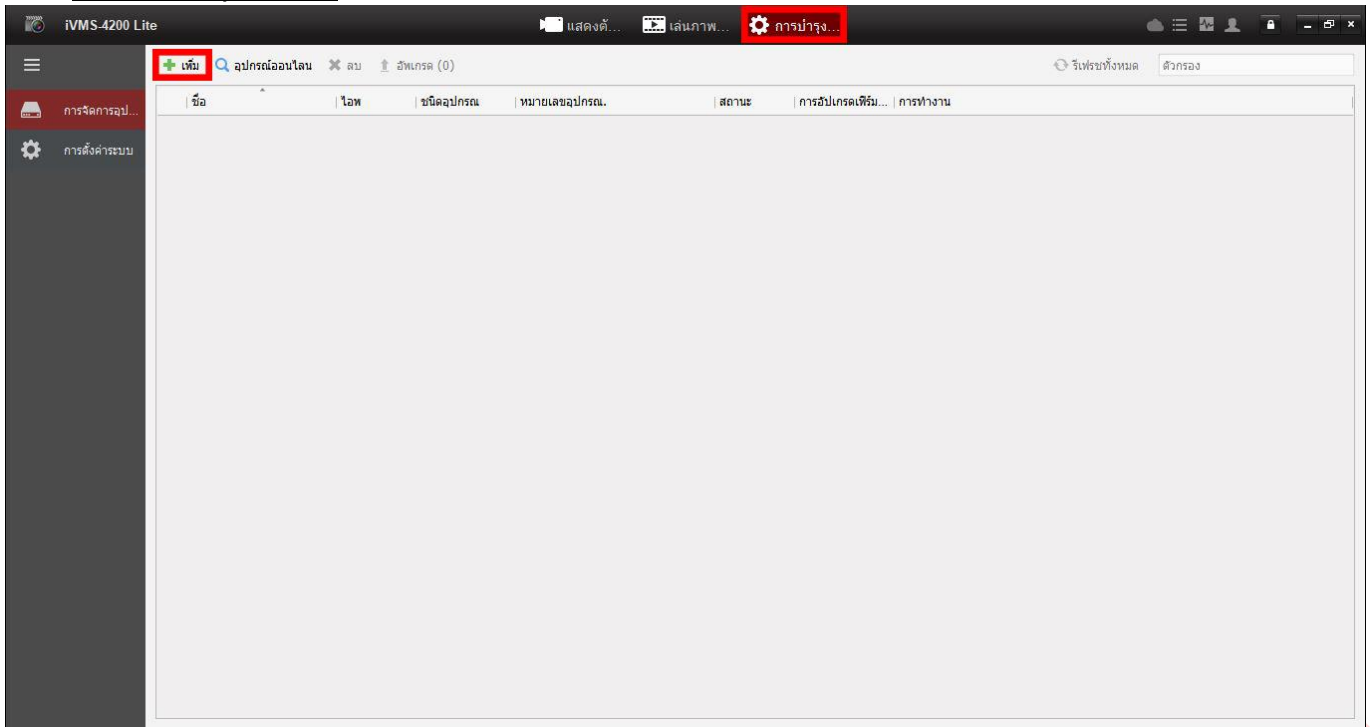 iVMS-4200 Lite แสดงตั... เล่นภาพ... การบำรุง...
เพิ่ม อุปกรณ์ออนไลน ลบ อัพเกรด (0) รีเฟรชทั้งหมด ตัวกรอง
ชื่อ ไอพ ชนิดอุปกรณ หมายเลขอุปกรณ. สถานะ การอัปเกรดเฟิร์ม... การทำงาน
การจัดการอุป...
การตั้งค่าระบบ